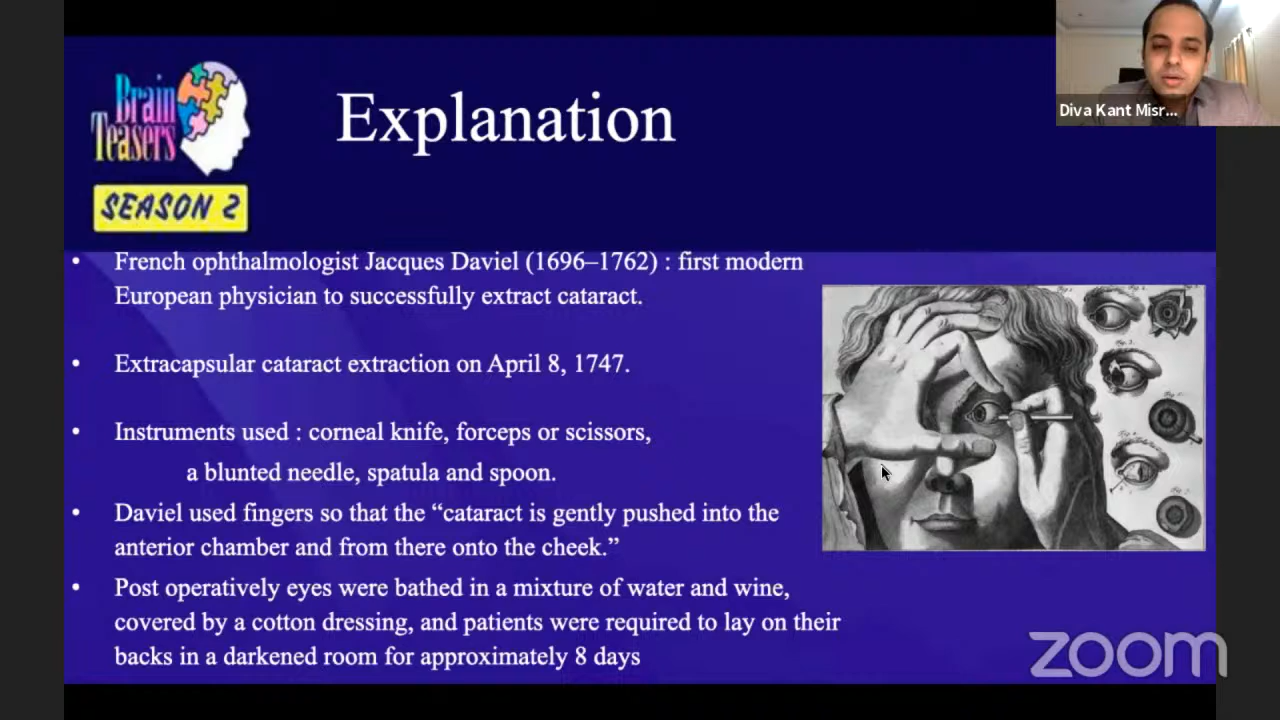 Brain
Teasers
SEASON 2
Explanation
Diva Kant Misr...
• French ophthalmologist Jacques Daviel (1696–1762) : first modern
European physician to successfully extract cataract.
• Extracapsular cataract extraction on April 8, 1747.
• Instruments used : corneal knife, forceps or scissors,
a blunted needle, spatula and spoon.
• Daviel used fingers so that the “cataract is gently pushed into the
anterior chamber and from there onto the cheek.”
• Post operatively eyes were bathed in a mixture of water and wine,
covered by a cotton dressing, and patients were required to lay on their
backs in a darkened room for approximately 8 days
zoom